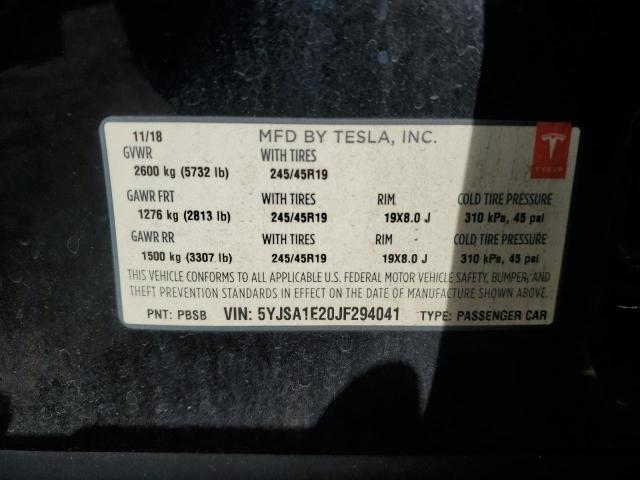 11/18 MFD BY TESLA, INC.
GVWR WITH TIRES
2600 kg (5732 lb) 245/45R19
GAWR FRT WITH TIRES RIM COLD TIRE PRESSURE
1276 kg (2813 lb) 245/45R19 19X8.0 J 310 kPa, 45 psi
GAWR RR WITH TIRES RIM COLD TIRE PRESSURE
1500 kg (3307 lb) 245/45R19 19X8.0 J 310 kPa, 45 psi
THIS VEHICLE CONFORMS TO ALL APPLICABLE U.S. FEDERAL MOTOR VEHICLE SAFETY, BUMPER, AND
THEFT PREVENTION STANDARDS IN EFFECT ON THE DATE OF MANUFACTURE SHOWN ABOVE.
PNT: PBSB VIN: 5YJSA1E20JF294041 TYPE: PASSENGER CAR
TESLA